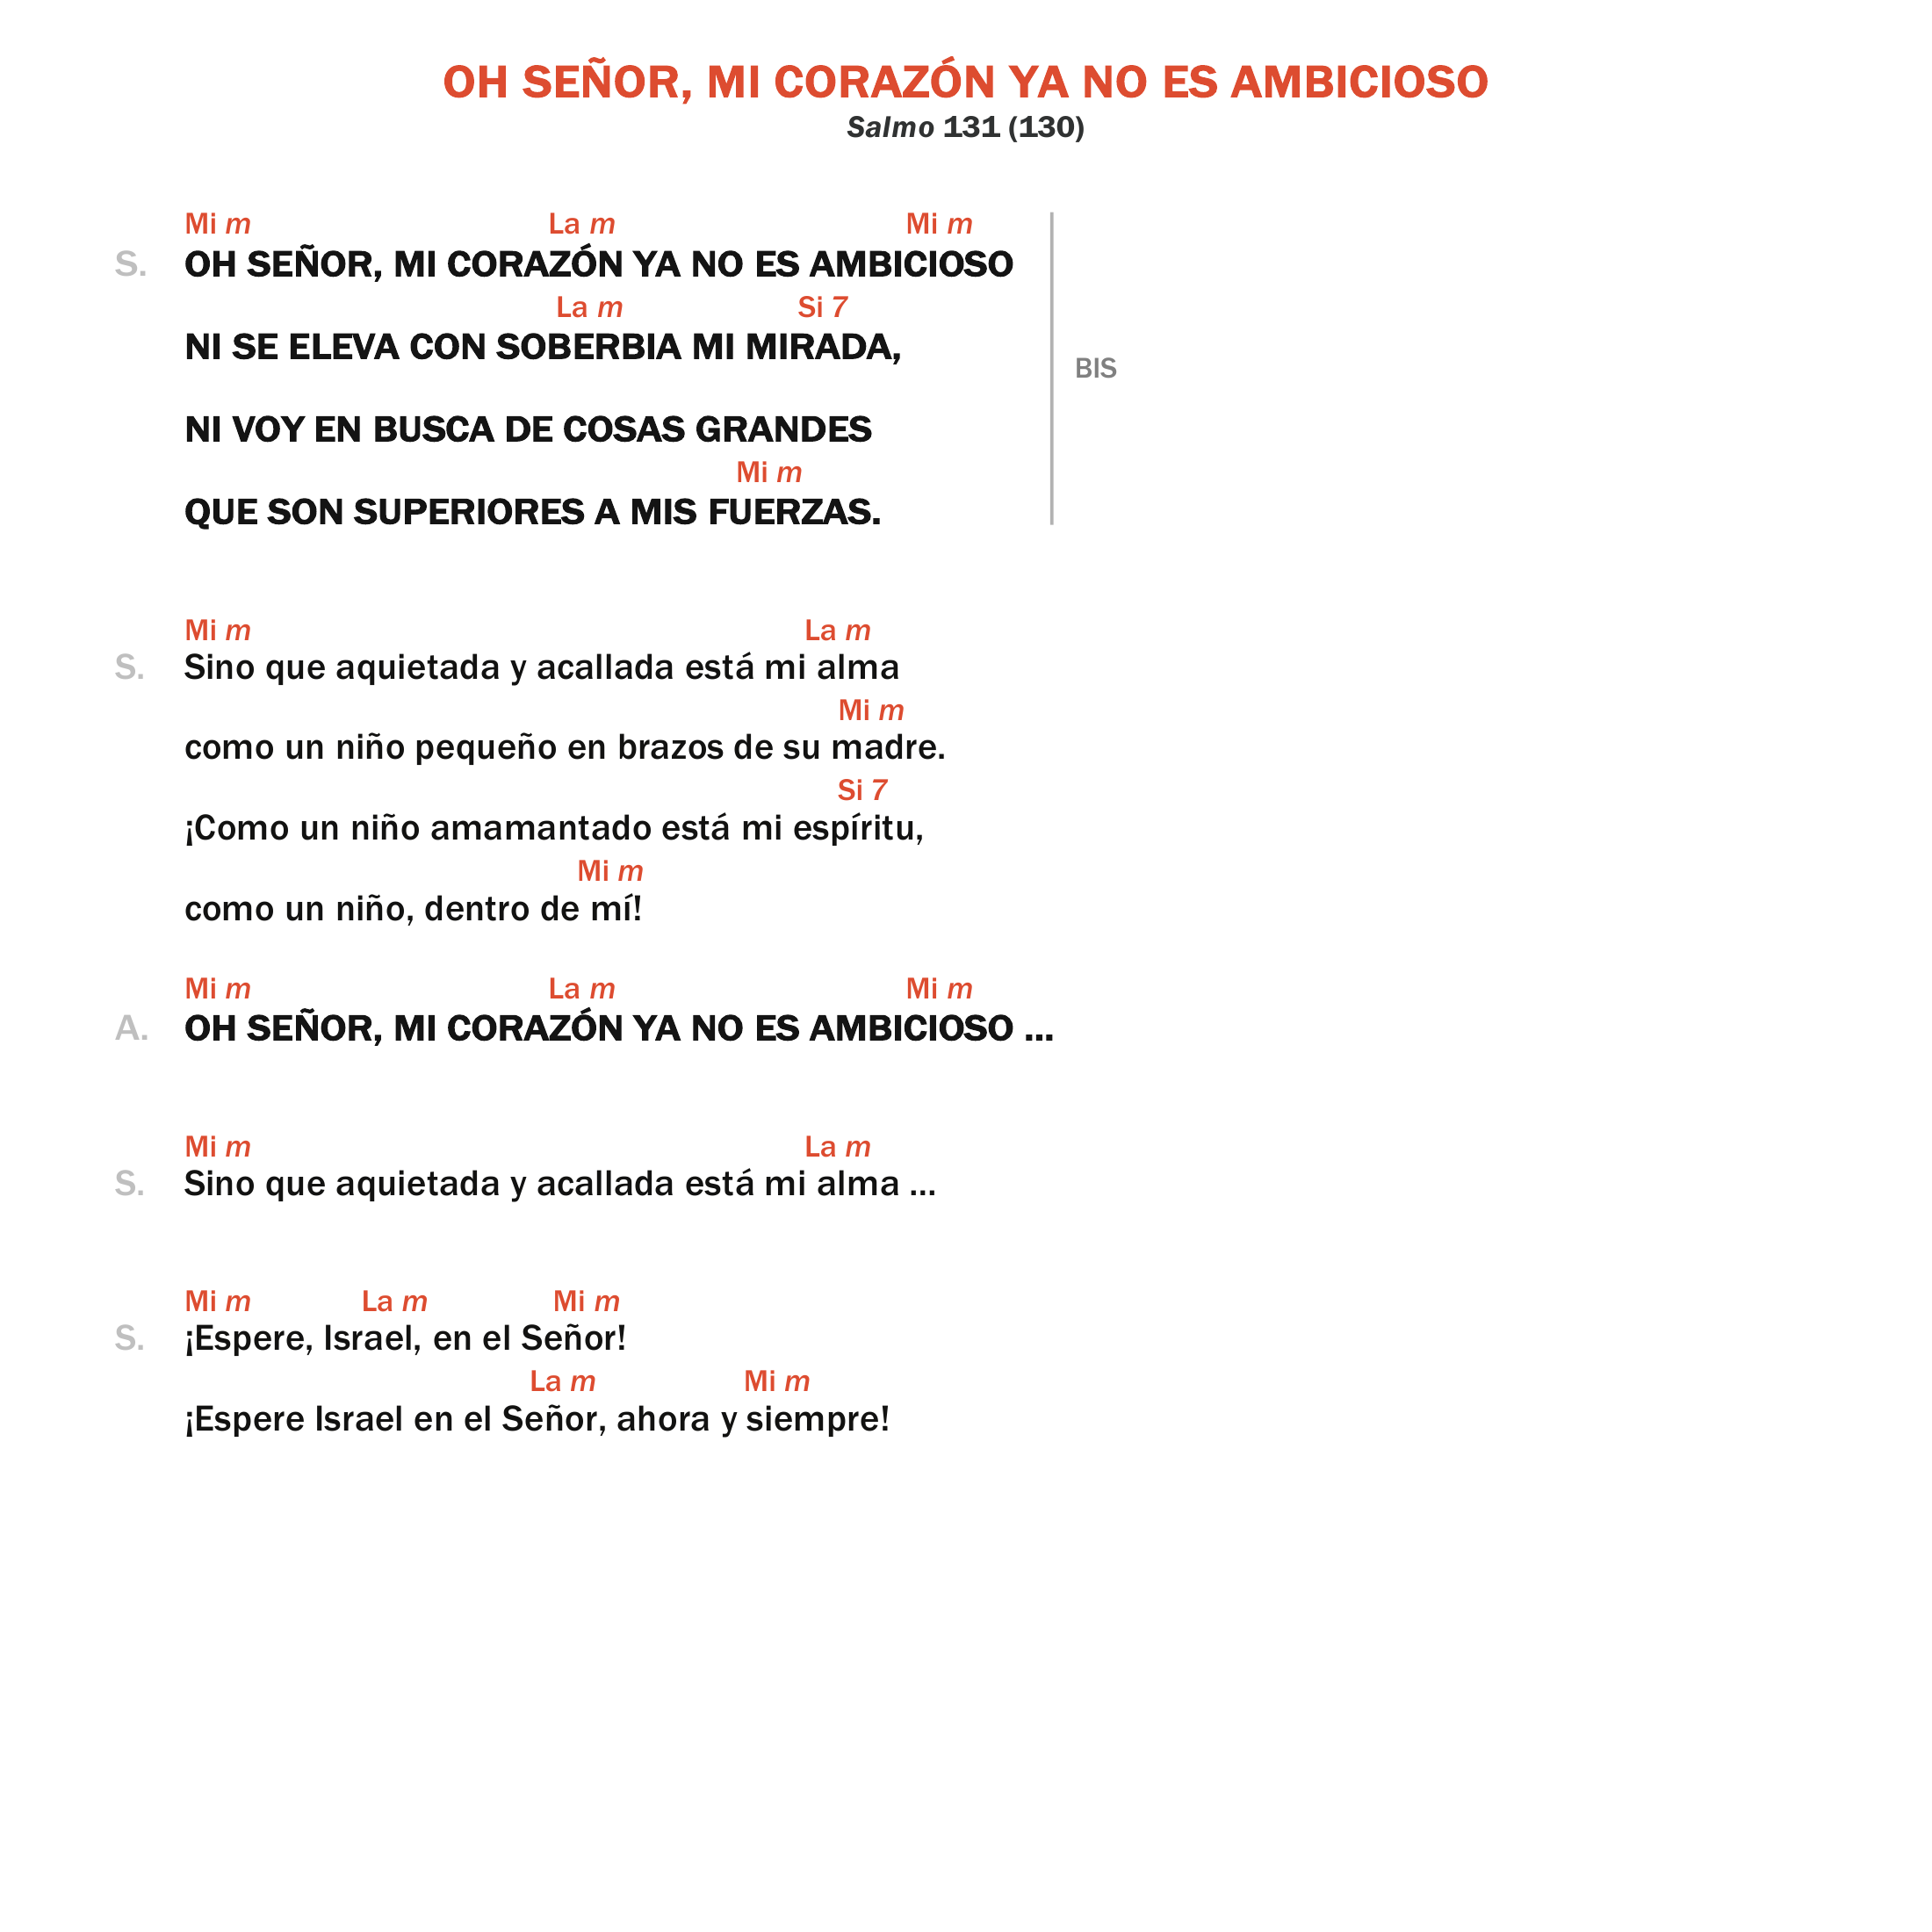 OH SEÑOR, MI CORAZÓN YA NO ES AMBICIOSO
Salmo 131 (130)
Mi m La m Mi m
S. OH SEÑOR, MI CORAZÓN YA NO ES AMBICIOSO
La m Si 7
NI SE ELEVA CON SOBERBIA MI MIRADA,
BIS
NI VOY EN BUSCA DE COSAS GRANDES
Mi m
QUE SON SUPERIORES A MIS FUERZAS.
Mi m La m
S. Sino que aquietada y acallada está mi alma
Mi m
como un niño pequeño en brazos de su madre.
Si 7
¡Como un niño amamantado está mi espíritu,
Mi m
como un niño, dentro de mí!
Mi m La m Mi m
A. OH SEÑOR, MI CORAZÓN YA NO ES AMBICIOSO ...
Mi m La m
S. Sino que aquietada y acallada está mi alma ...
Mi m La m Mi m
S. ¡Espere, Israel, en el Señor!
La m Mi m
¡Espere Israel en el Señor, ahora y siempre!